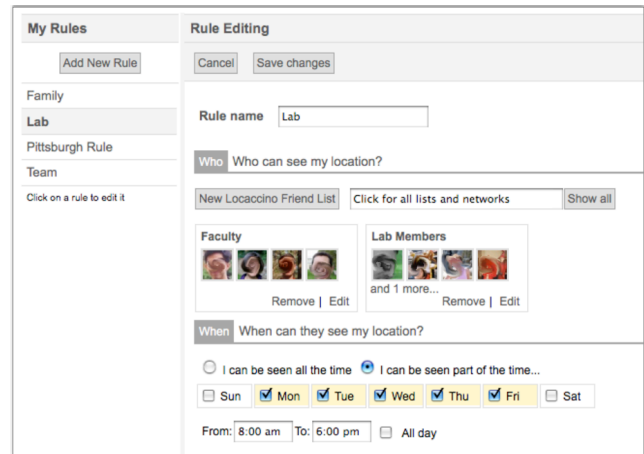 My Rules
Add New Rule
Family
Lab
Pittsburgh Rule
Team
Click on a rule to edit it
Rule Editing
Cancel Save changes
Rule name Lab
Who Who can see my location?
New Locaccino Friend List Click for all lists and networks Show all
Faculty
Remove | Edit
Lab Members
and 1 more...
Remove | Edit
When When can they see my location?
I can be seen all the time I can be seen part of the time...
Sun Mon Tue Wed Thu Fri Sat
From: 8:00 am To: 6:00 pm All day